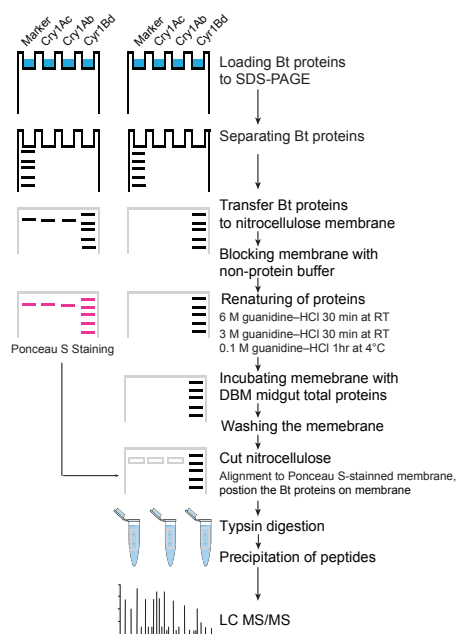 Marker
Cry1Ac
Cry1Ab
Cyr1Bd
Marker
Cry1Ac
Cry1Ab
Cyr1Bd
Loading Bt proteins
to SDS-PAGE
Separating Bt proteins
Transfer Bt proteins
to nitrocellulose membrane
Blocking membrane with
non-protein buffer
Renaturing of proteins
6 M guanidine–HCl 30 min at RT
3 M guanidine–HCl 30 min at RT
0.1 M guanidine–HCl 1hr at 4°C
Ponceau S Staining
Incubating memebrane with
DBM midgut total proteins
Washing the memebrane
Cut nitrocellulose
Alignment to Ponceau S-stainned membrane,
postion the Bt proteins on membrane
Typsin digestion
Precipitation of peptides
LC MS/MS